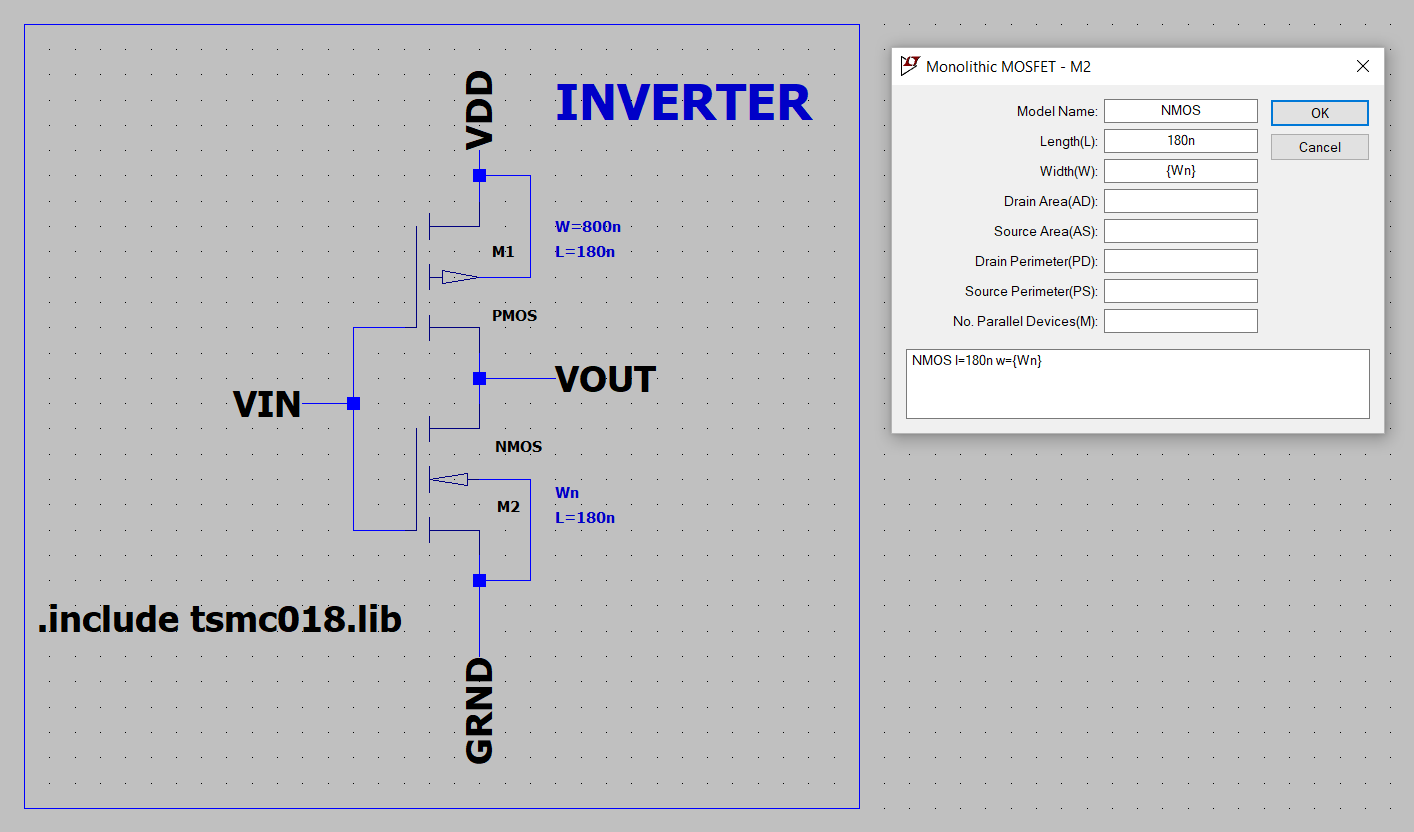 INVERTER
VDD
W=800n
M1
L=180n
PMOS
VOUT
VIN
NMOS
Wn
M2
L=180n
.include tsmc018.lib
GRND
Monolithic MOSFET - M2
Model Name: NMOS OK
Length(L): 180n Cancel
Width(W): {Wn}
Drain Area(AD):
Source Area(AS):
Drain Perimeter(PD):
Source Perimeter(PS):
No. Parallel Devices(M):
NMOS l=180n w={Wn}